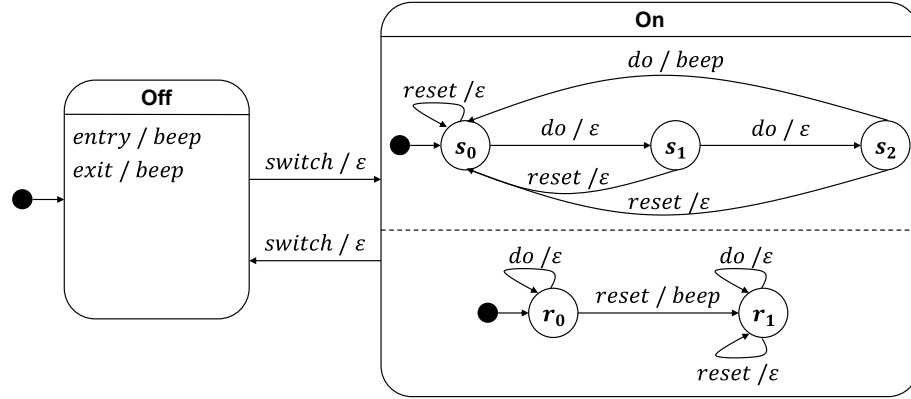 On
do / beep
Off
reset /ε
entry / beep
do / ε
do / ε
s₀
s₁
s₂
exit / beep
switch / ε
reset /ε
reset /ε
switch / ε
do /ε
do /ε
reset / beep
r₀
r₁
reset /ε